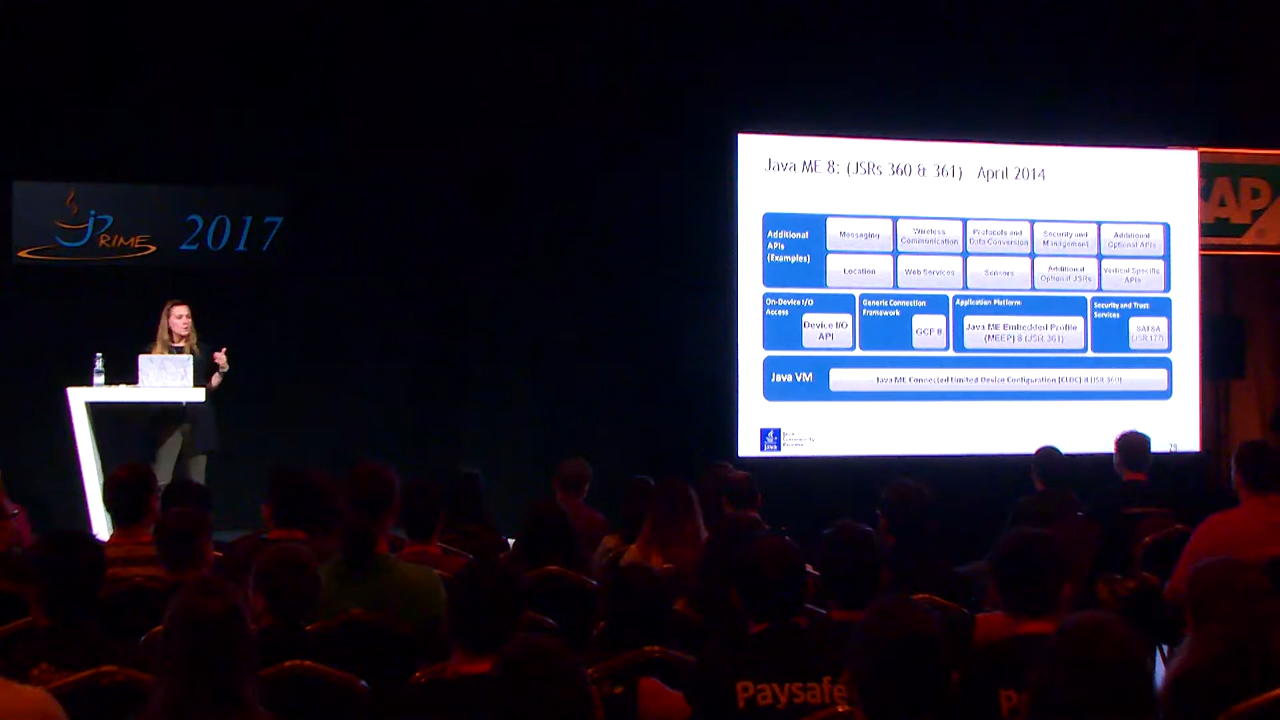 JPRIME 2017
Java ME 8: (JSRs 360 & 361) April 2014
Additional
APIs
(Examples)
Messaging
Wireless
Communication
Protocols and
Data Conversion
Security and
Management
Additional
Optional APIs
Location
Web Services
Sensors
Additional
Optional JSRs
Vertical Specific
APIs
On-Device I/O
Access
Device I/O
API
Generic Connection
Framework
GCF 8
Application Platform
Java ME Embedded Profile
(MEEP) 8 (JSR 361)
Security and Trust
Services
SATSA
(JSR 177)
Java VM
Java ME Connected Limited Device Configuration (CLDC) 8 (JSR 360)
Java
29
AP
Paysafe